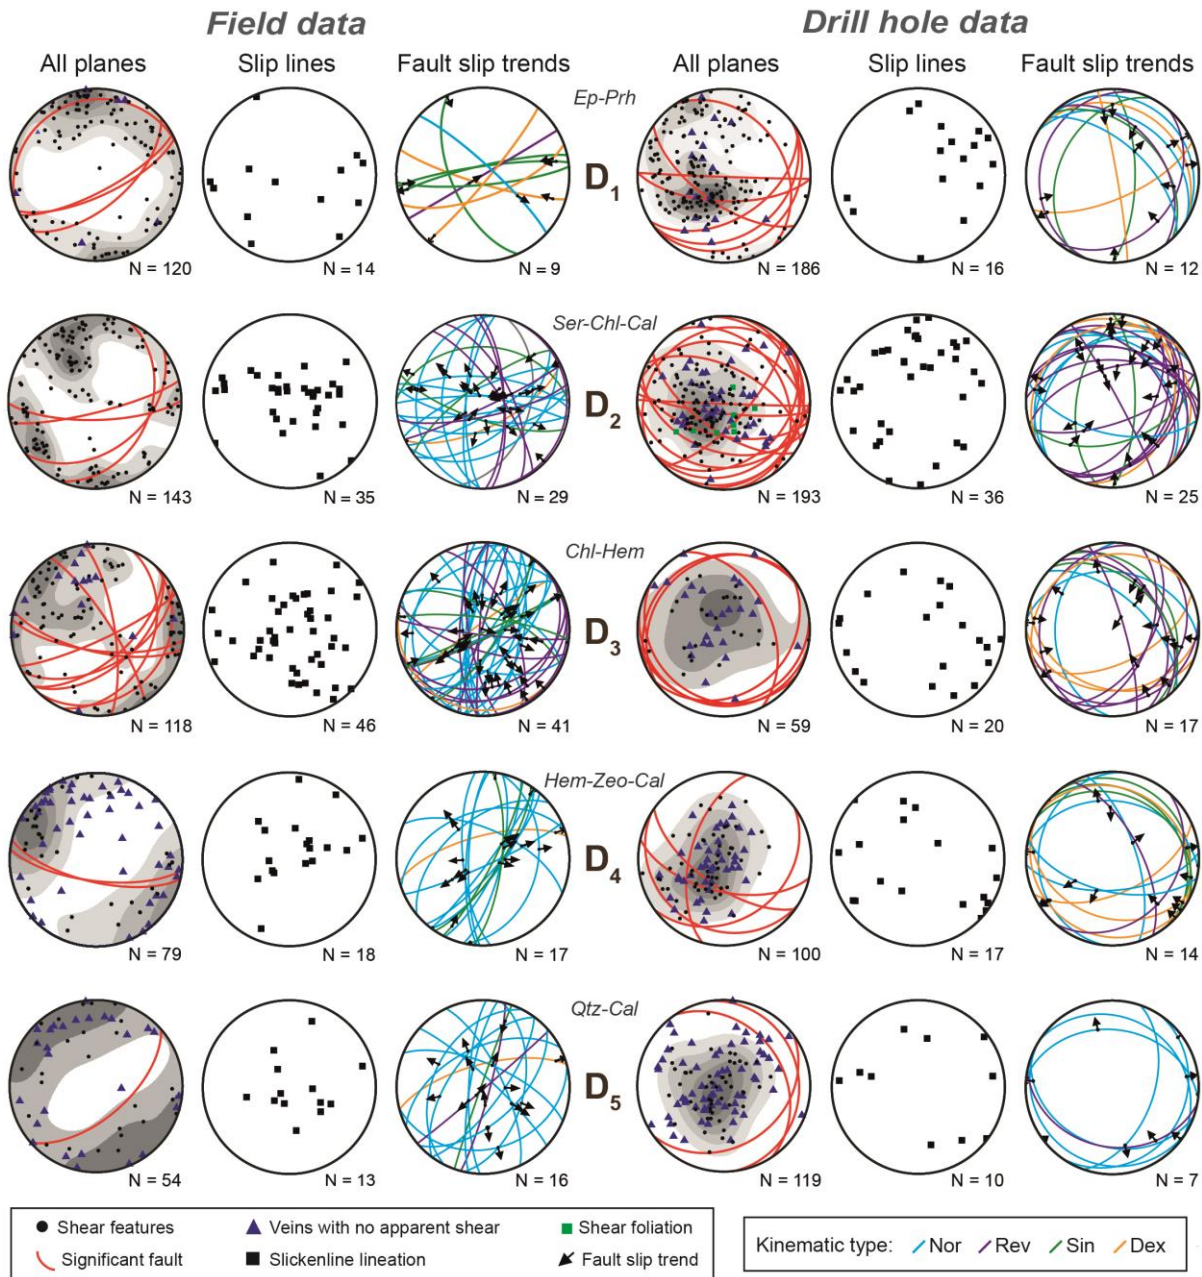 Field data Drill hole data
All planes Slip lines Fault slip trends All planes Slip lines Fault slip trends
Ep-Prh
D1
N = 120 N = 14 N = 9 N = 186 N = 16 N = 12
Ser-Chl-Cal
D2
N = 143 N = 35 N = 29 N = 193 N = 36 N = 25
Chl-Hem
D3
N = 118 N = 46 N = 41 N = 59 N = 20 N = 17
Hem-Zeo-Cal
D4
N = 79 N = 18 N = 17 N = 100 N = 17 N = 14
Qtz-Cal
D5
N = 54 N = 13 N = 16 N = 119 N = 10 N = 7
Shear features Veins with no apparent shear Shear foliation
Significant fault Slickenline lineation Fault slip trend
Kinematic type: Nor Rev Sin Dex